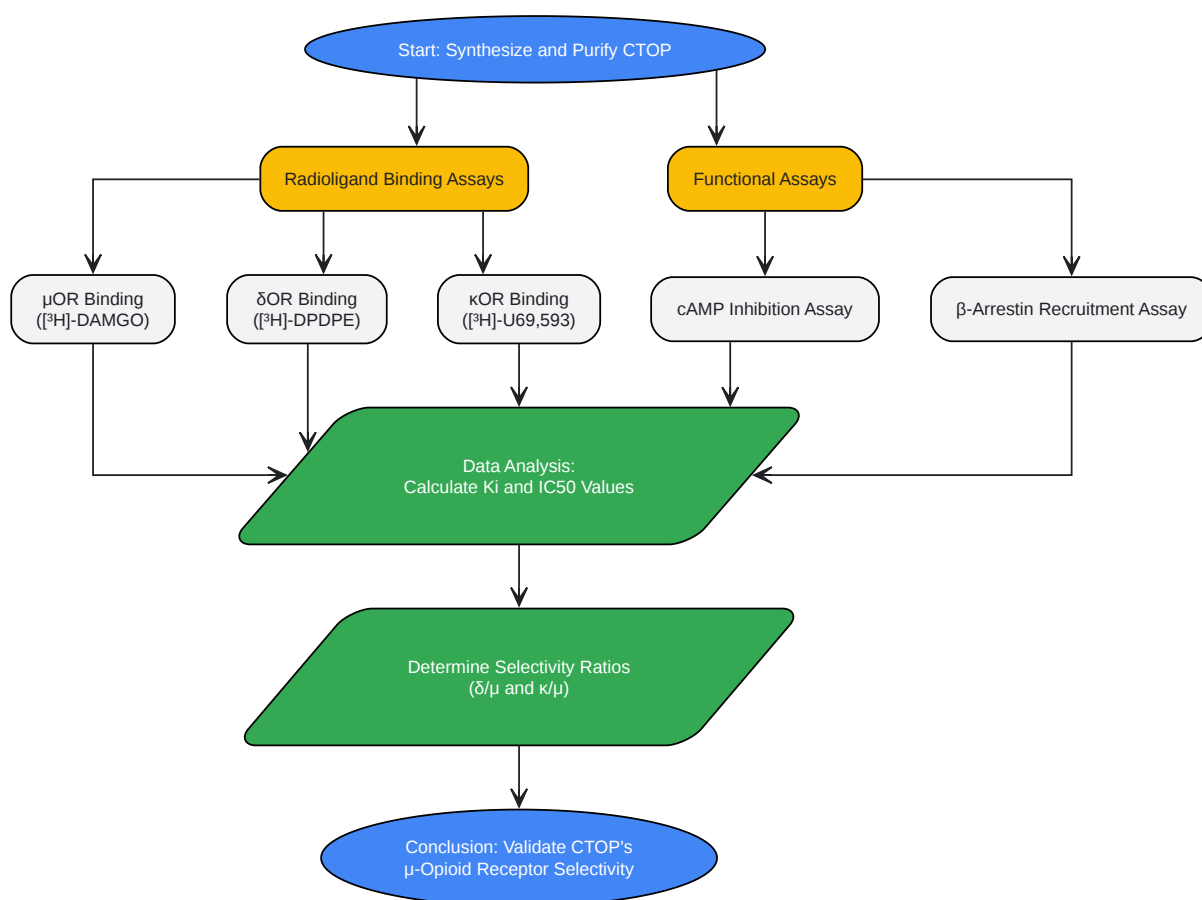 Start: Synthesize and Purify CTOP
Radioligand Binding Assays
Functional Assays
μOR Binding
([³H]-DAMGO)
δOR Binding
([³H]-DPDPE)
κOR Binding
([³H]-U69,593)
cAMP Inhibition Assay
β-Arrestin Recruitment Assay
Data Analysis:
Calculate Ki and IC50 Values
Determine Selectivity Ratios
(δ/μ and κ/μ)
Conclusion: Validate CTOP's
μ-Opioid Receptor Selectivity